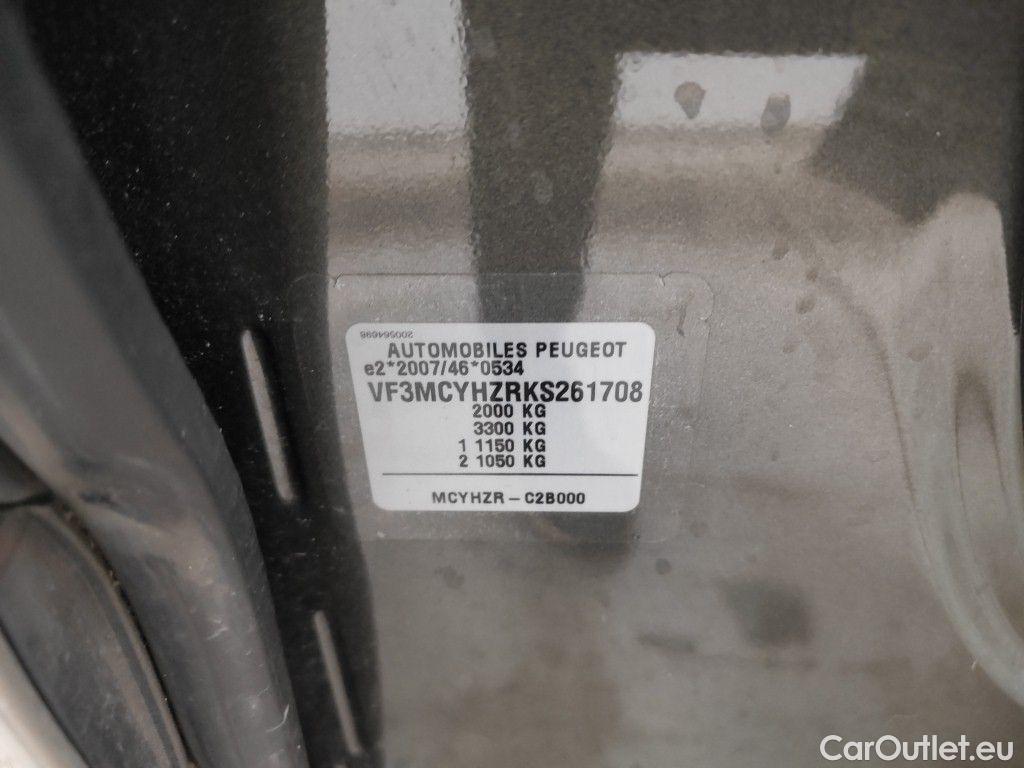 200564698
AUTOMOBILES PEUGEOT
e2*2007/46*0534
VF3MCYHZRKS261708
2000 KG
3300 KG
1 1150 KG
2 1050 KG
MCYHZR – C2B000
CarOutlet.eu